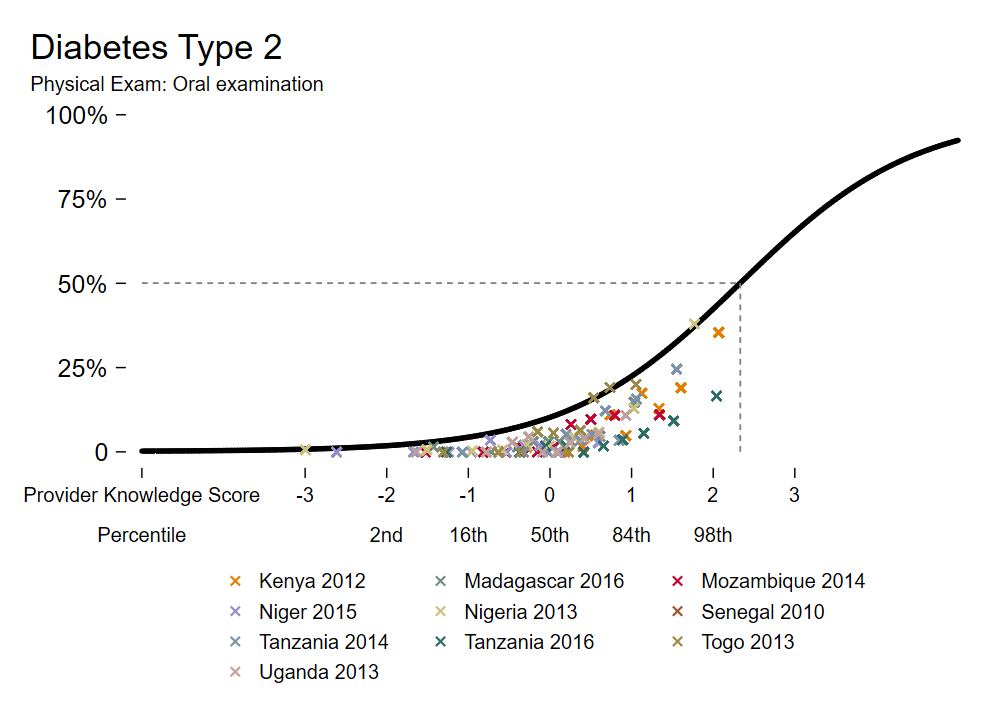 Diabetes Type 2
Physical Exam: Oral examination
100%
75%
50%
25%
0
Provider Knowledge Score -3 -2 -1 0 1 2 3
Percentile 2nd 16th 50th 84th 98th
Kenya 2012 Madagascar 2016 Mozambique 2014
Niger 2015 Nigeria 2013 Senegal 2010
Tanzania 2014 Tanzania 2016 Togo 2013
Uganda 2013